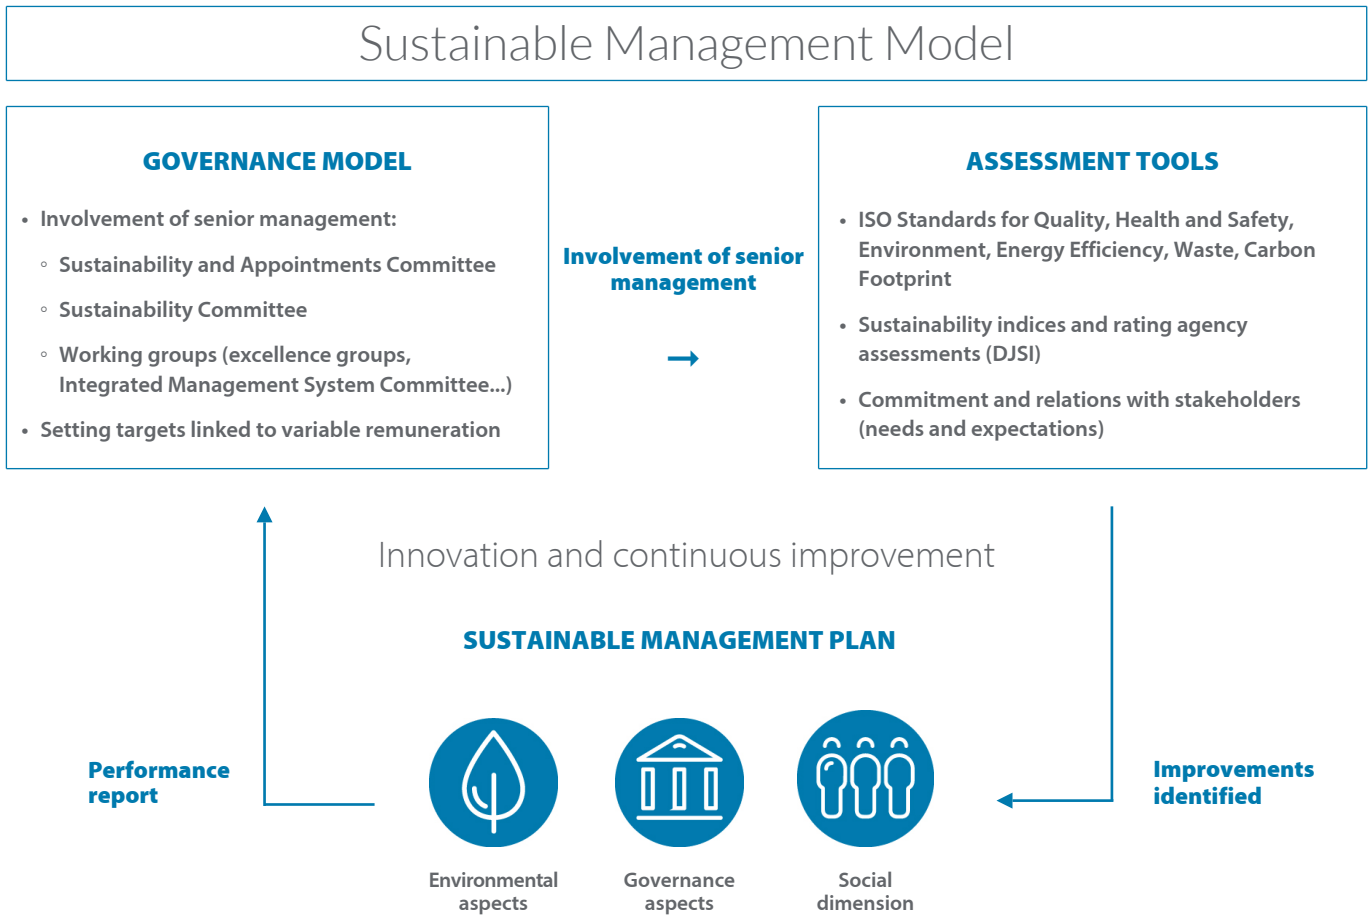 Sustainable Management Model
GOVERNANCE MODEL
• Involvement of senior management:
◦ Sustainability and Appointments Committee
◦ Sustainability Committee
◦ Working groups (excellence groups,
Integrated Management System Committee...)
• Setting targets linked to variable remuneration
Involvement of senior
management
ASSESSMENT TOOLS
• ISO Standards for Quality, Health and Safety,
Environment, Energy Efficiency, Waste, Carbon
Footprint
• Sustainability indices and rating agency
assessments (DJSI)
• Commitment and relations with stakeholders
(needs and expectations)
Innovation and continuous improvement
SUSTAINABLE MANAGEMENT PLAN
Performance
report
Improvements
identified
Environmental
aspects
Governance
aspects
Social
dimension